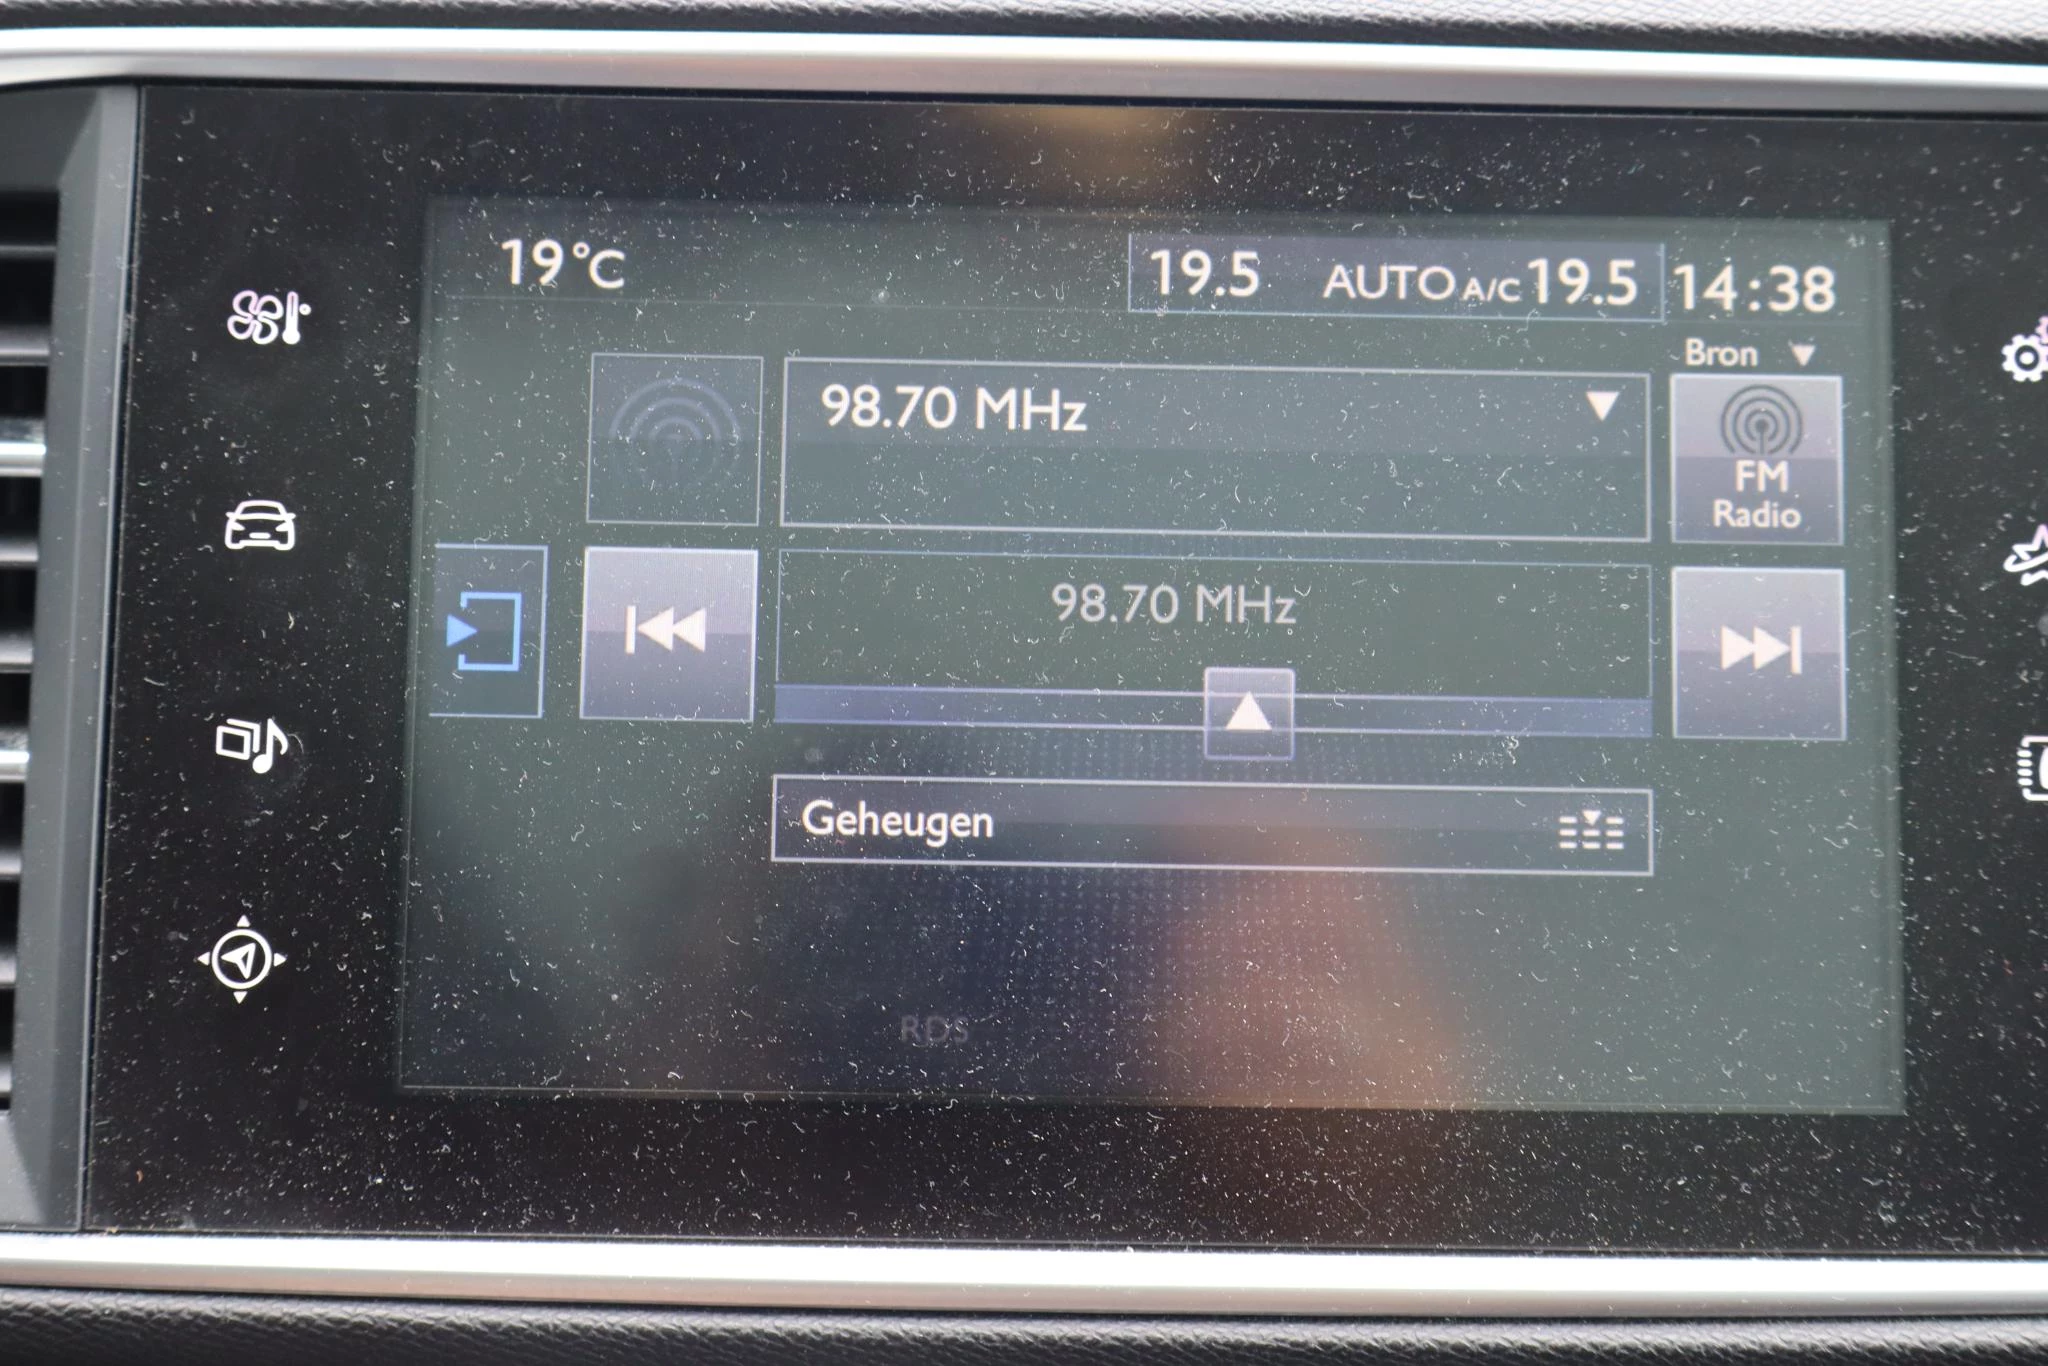 19°C
19.5 AUTO A/C 19.5 14:38
Bron
98.70 MHz
FM
Radio
98.70 MHz
Geheugen
RDS